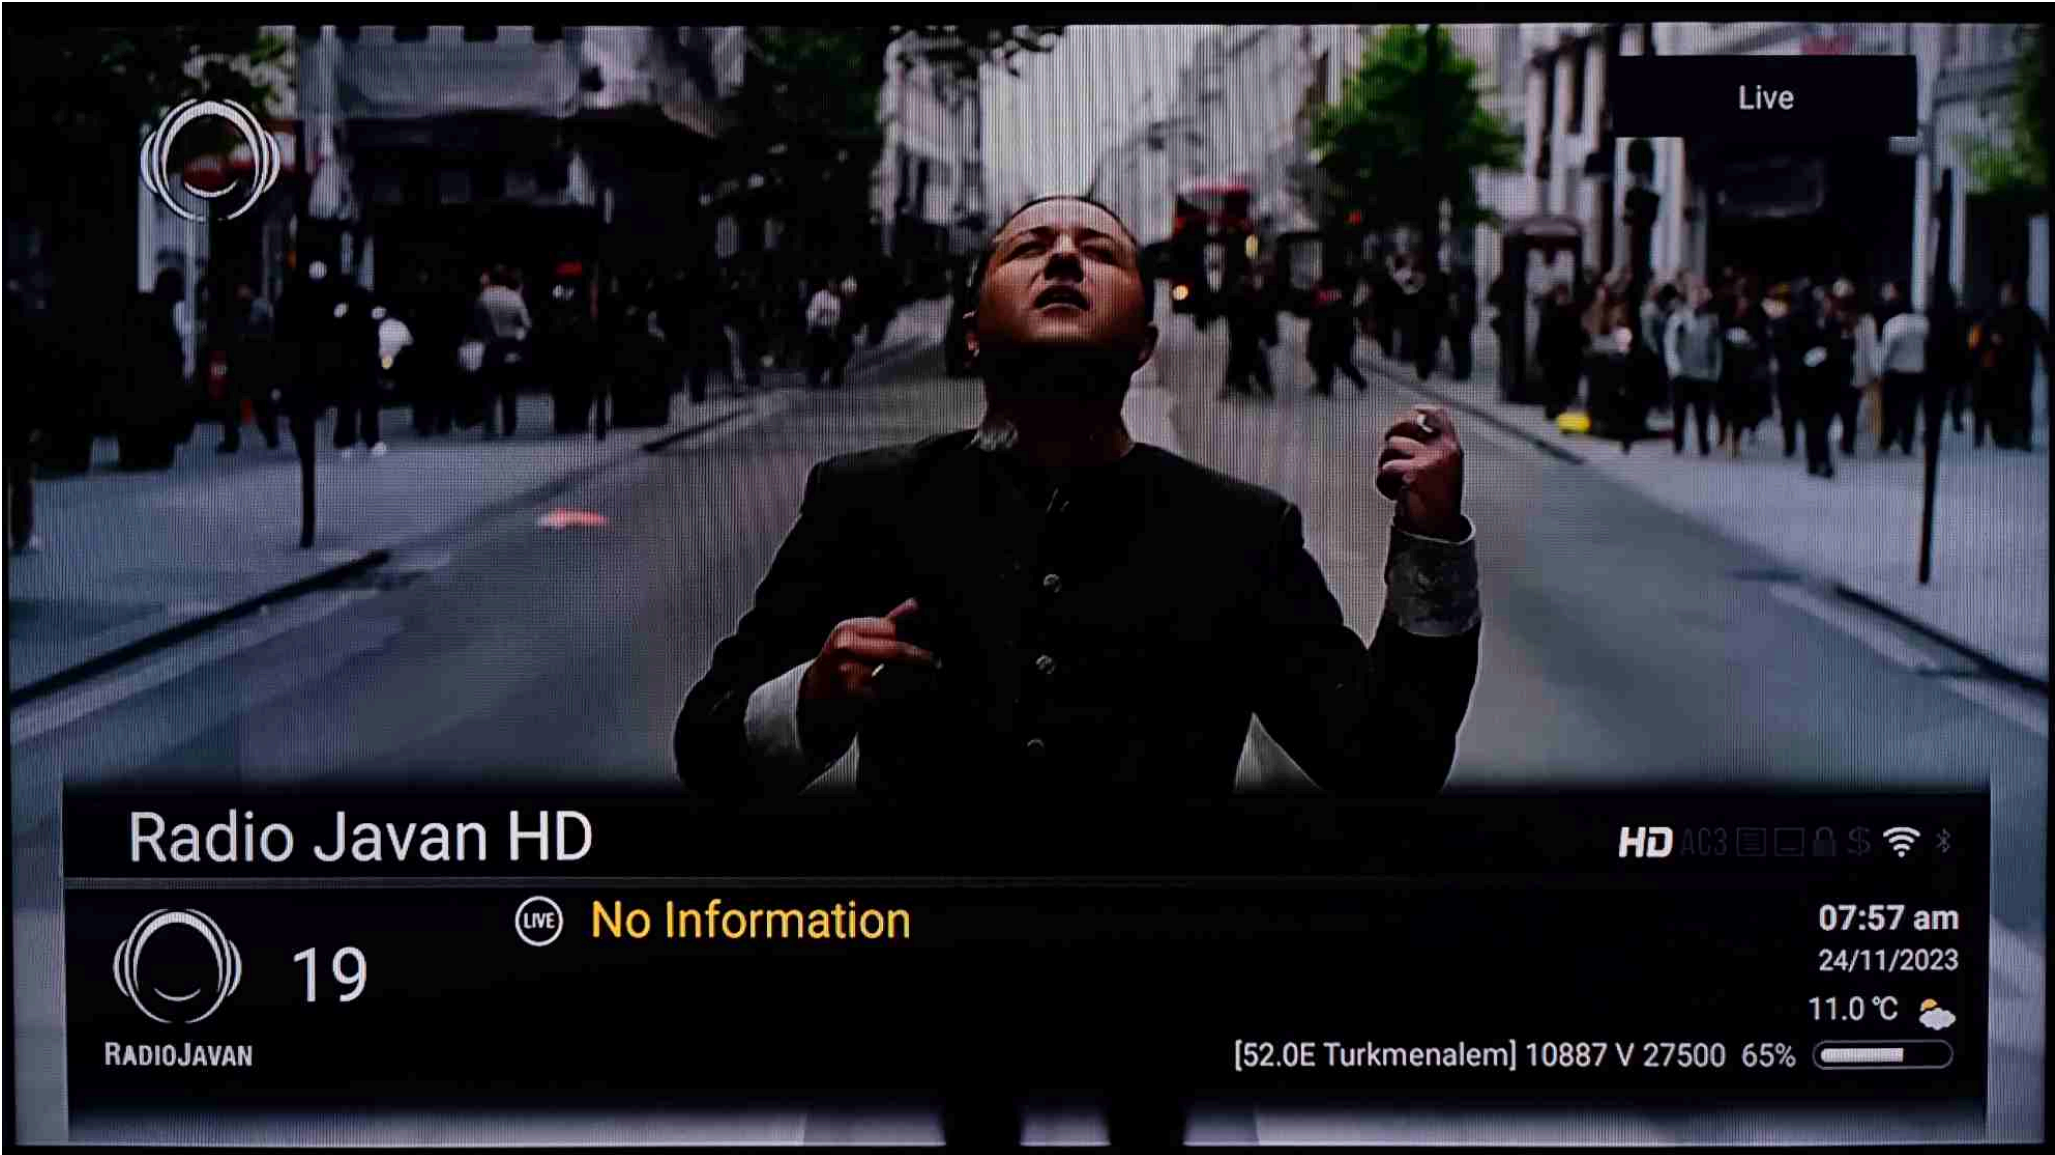 Live
Radio Javan HD
HD AC3 $
LIVE No Information
19
07:57 am
24/11/2023
11.0 °C
RADIOJAVAN
[52.0E Turkmenalem] 10887 V 27500 65%